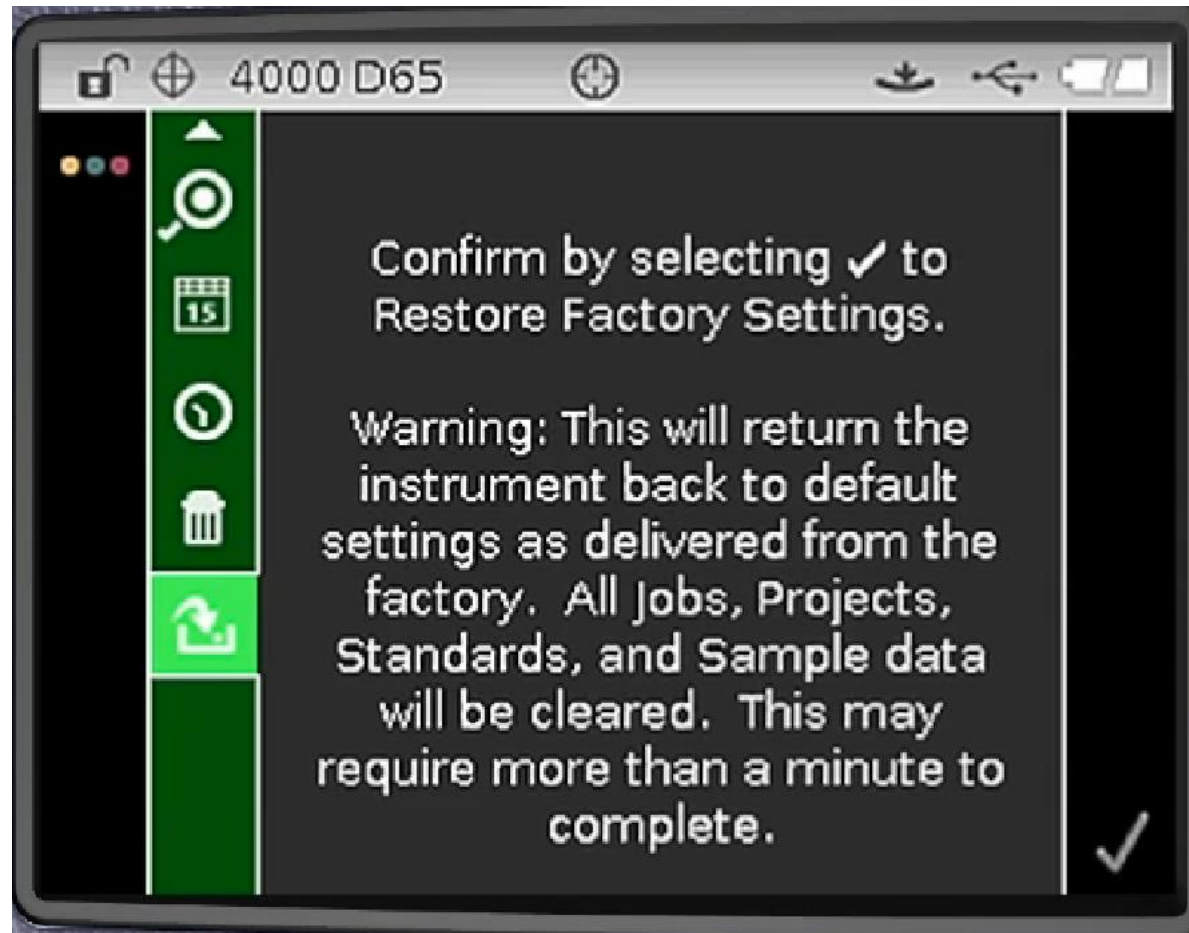 4000 D65
15
Confirm by selecting ✓ to
Restore Factory Settings.
Warning: This will return the
instrument back to default
settings as delivered from the
factory. All Jobs, Projects,
Standards, and Sample data
will be cleared. This may
require more than a minute to
complete.